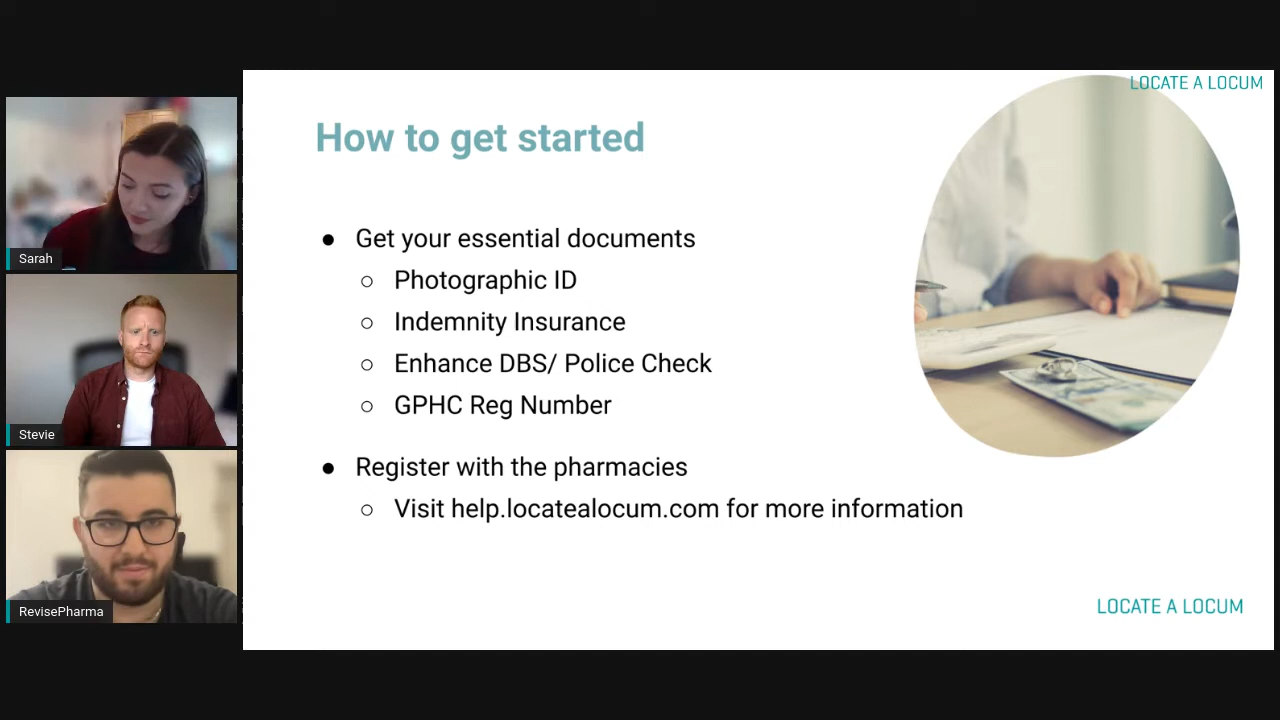 LOCATE A LOCUM
How to get started
● Get your essential documents
○ Photographic ID
○ Indemnity Insurance
○ Enhance DBS/ Police Check
○ GPHC Reg Number
● Register with the pharmacies
○ Visit help.locatealocum.com for more information
LOCATE A LOCUM
Sarah
Stevie
RevisePharma